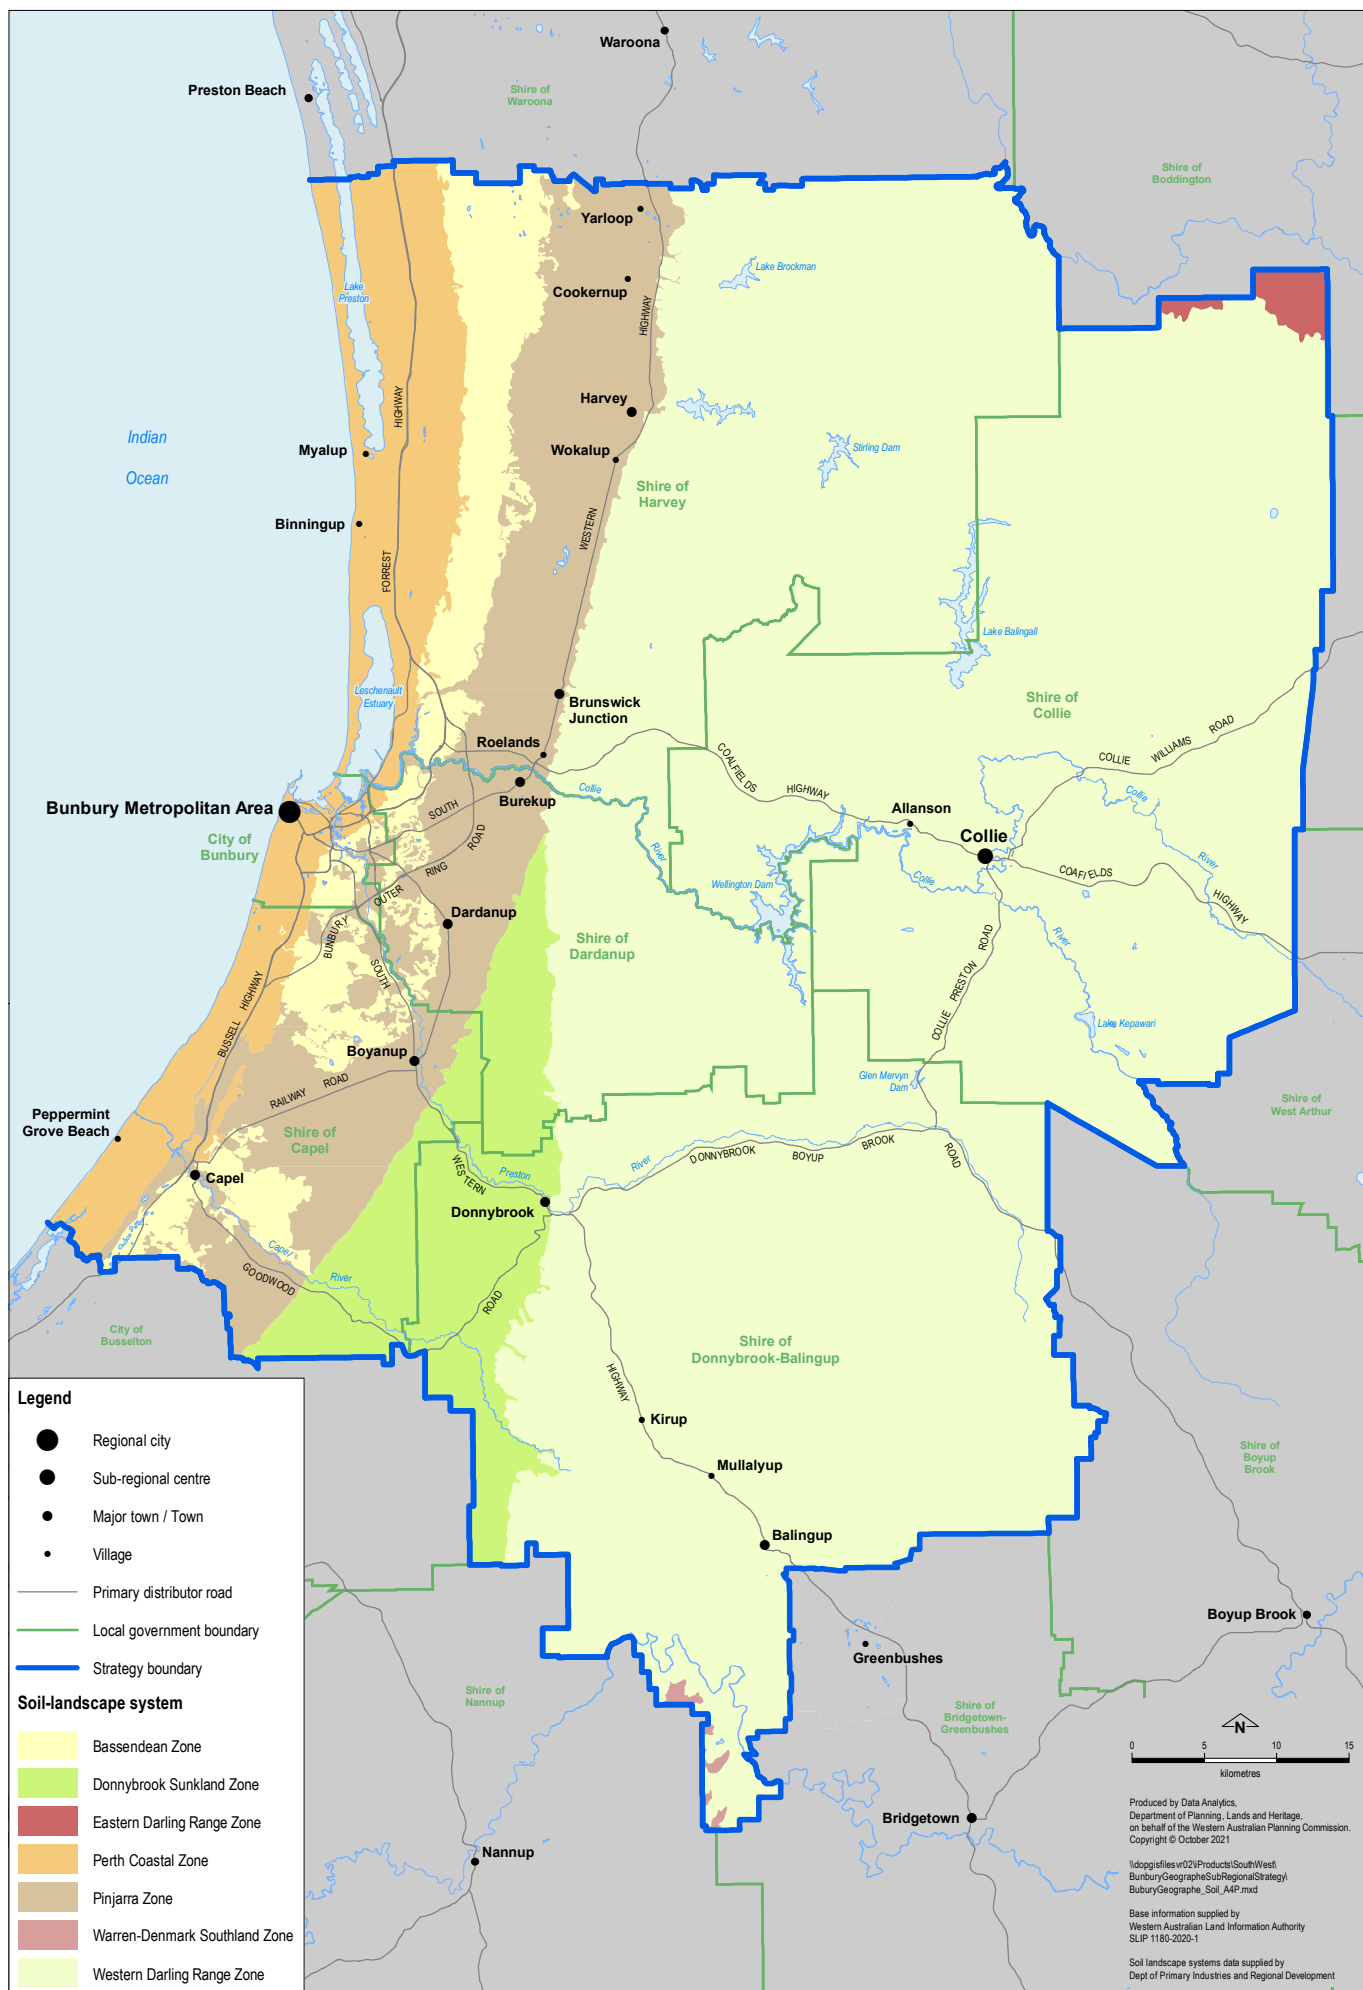 Waroona
Preston Beach
Shire of
Waroona
Shire of
Boddington
Yarloop
Lake Brockman
Cookernup
Lake
Preston
HIGHWAY
HIGHWAY
Harvey
Indian
Ocean
Myalup
Wokalup
Stirling Dam
Shire of
Harvey
Binningup
WESTERN
FORREST
Lake Balingall
Leschenault
Estuary
Brunswick
Junction
Shire of
Collie
Roelands
COALFIELDS
HIGHWAY
COLLIE
WILLIAMS
ROAD
Collie
Burekup
Collie
Bunbury Metropolitan Area
SOUTH
ROAD
Allanson
Collie
City of
Bunbury
River
River
RING
OUTER
Wellington Dam
Collie
COAFIELDS
HIGHWAY
BUNBURY
Dardanup
Shire of
Dardanup
River
SOUTH
COLLIE PRESTON ROAD
BUSSELL
HIGHWAY
Lake Kepawari
Boyanup
Glen Mervyn
Dam
RAILWAY
ROAD
Peppermint
Grove Beach
Shire of
Capel
Shire of
West Arthur
DONNYBROOK
BOYUP
BROOK
ROAD
River
Capel
WESTERN
Preston
Donnybrook
Capel
River
GOODWOOD
ROAD
City of
Busselton
Shire of
Donnybrook-Balingup
HIGHWAY
Kirup
Mullalyup
Shire of
Boyup
Brook
Balingup
Boyup Brook
Greenbushes
Shire of
Nannup
Shire of
Bridgetown-
Greenbushes
Bridgetown
Nannup
Legend
Regional city
Sub-regional centre
Major town / Town
Village
Primary distributor road
Local government boundary
Strategy boundary
Soil-landscape system
Bassendean Zone
Donnybrook Sunkland Zone
Eastern Darling Range Zone
Perth Coastal Zone
Pinjarra Zone
Warren-Denmark Southland Zone
Western Darling Range Zone
N
0 5 10 15
kilometres
Produced by Data Analytics,
Department of Planning, Lands and Heritage,
on behalf of the Western Australian Planning Commission.
Copyright © October 2021
\\dopgisfilesvr02\iProducts\SouthWest\
BunburyGeographeSubRegionalStrategy\
BuburyGeographe_Soil_A4P.mxd
Base information supplied by
Western Australian Land Information Authority
SLIP 1180-2020-1
Soil landscape systems data supplied by
Dept of Primary Industries and Regional Development